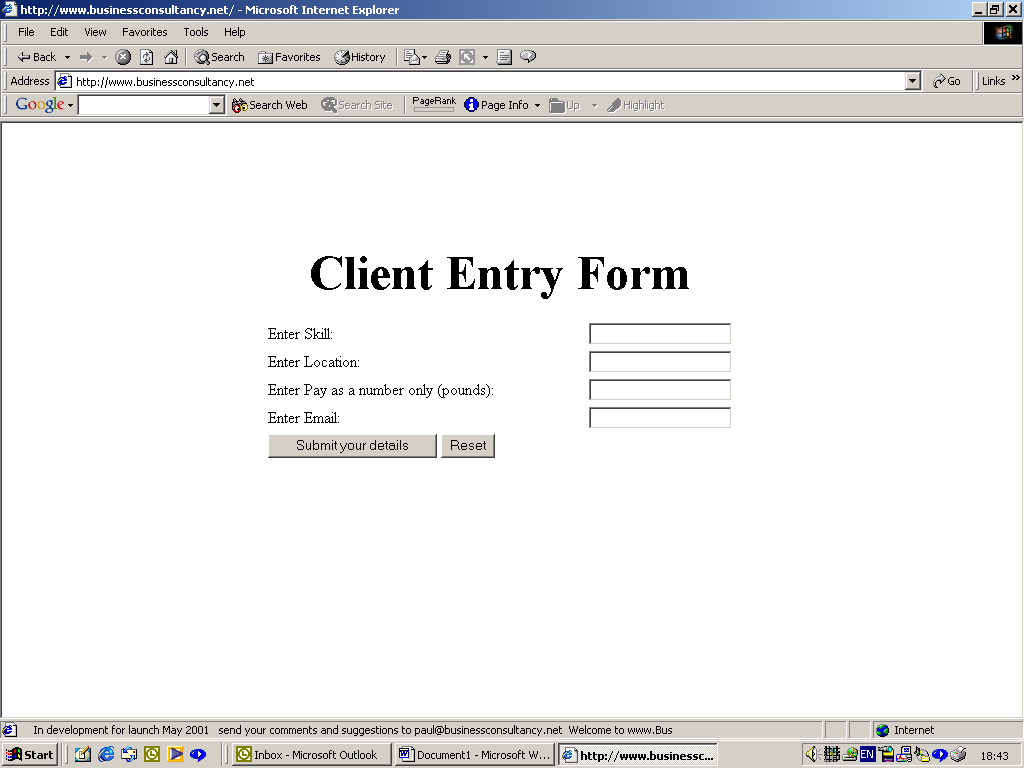 http://www.businessconsultancy.net/ - Microsoft Internet Explorer
File Edit View Favorites Tools Help
Back Search Favorites History
Address http://www.businessconsultancy.net Go Links »
Google Search Web Search Site PageRank Page Info Up Highlight
Client Entry Form
Enter Skill:
Enter Location:
Enter Pay as a number only (pounds):
Enter Email:
Submit your details Reset
In development for launch May 2001 send your comments and suggestions to paul@businessconsultancy.net Welcome to www.Bus Internet
Start Inbox - Microsoft Outlook Document1 - Microsoft W... http://www.businessc... EN 18:43